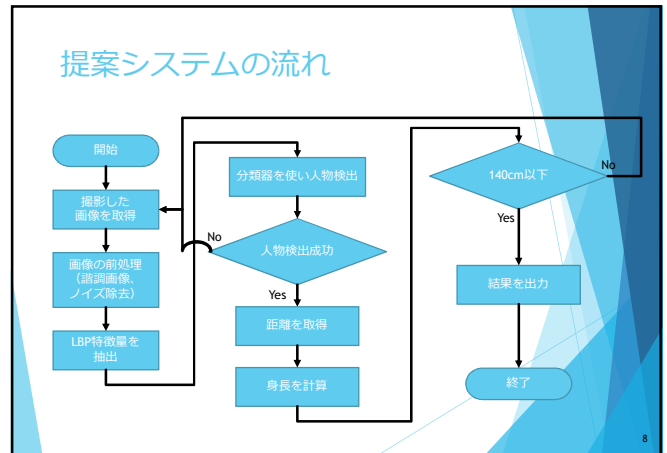 提案システムの流れ
開始
撮影した
画像を取得
画像の前処理
(諧調画像、
ノイズ除去)
LBP特徴量を
抽出
分類器を使い人物検出
人物検出成功
No
Yes
距離を取得
身長を計算
140cm以下
No
Yes
結果を出力
終了
8